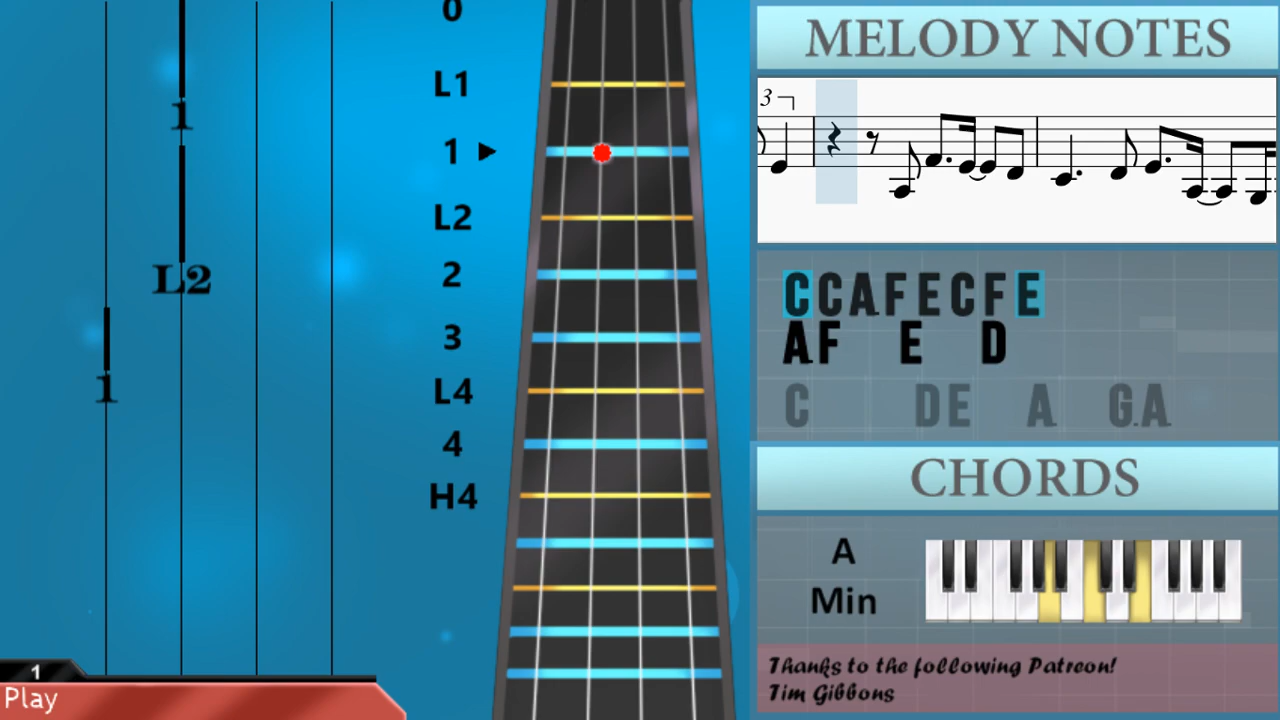 0
L1
1
L2
2
3
L4
4
H4
1
L2
1
1
Play
MELODY NOTES
3
CCAFECFE
AF E D
C DE A G.A
CHORDS
A
Min
Thanks to the following Patreon!
Tim Gibbons